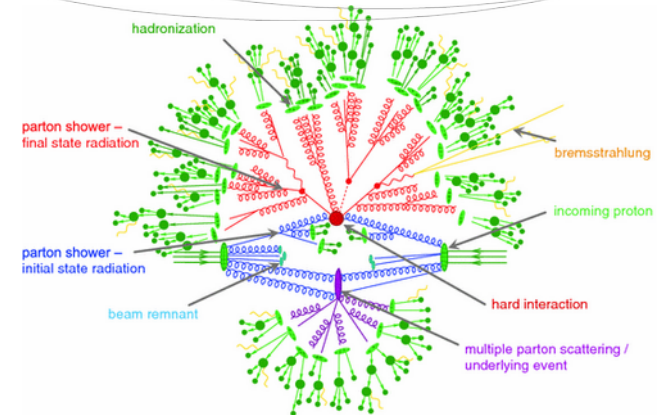 hadronization
parton shower –
final state radiation
bremsstrahlung
incoming proton
parton shower –
initial state radiation
beam remnant
hard interaction
multiple parton scattering /
underlying event